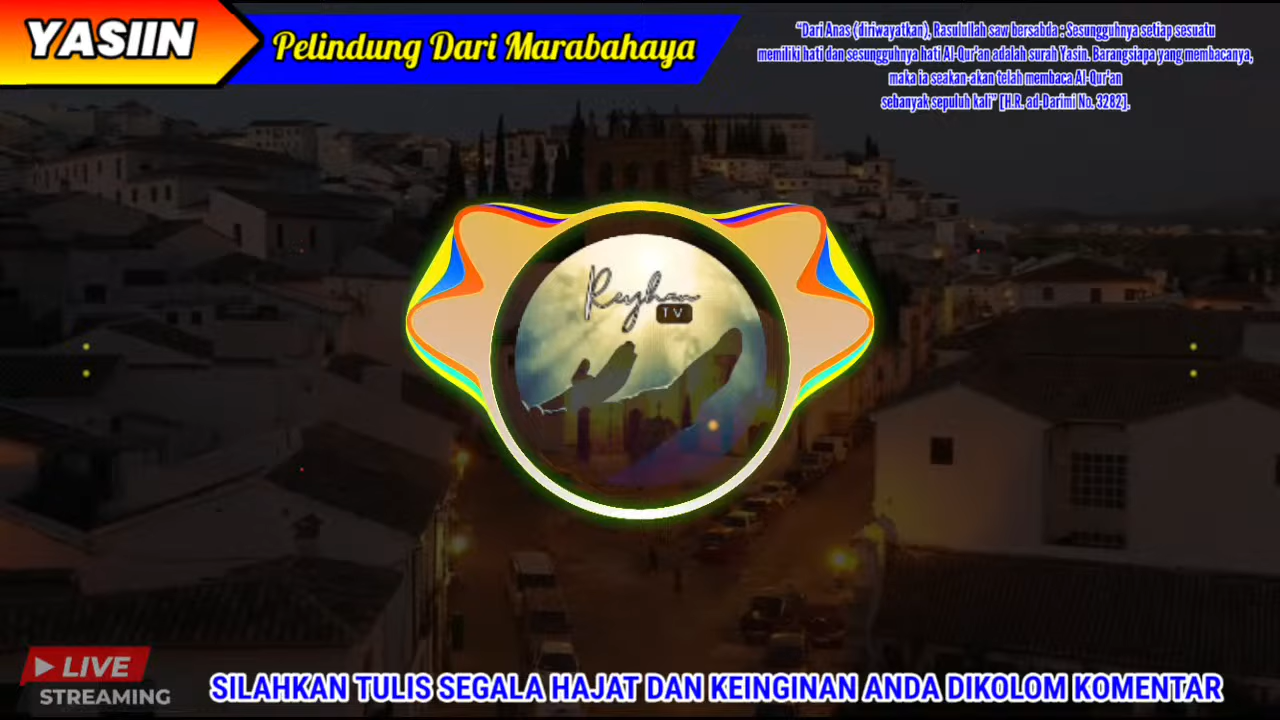 YASIIN
Pelindung Dari Marabahaya
“Dari Anas (diriwayatkan), Rasulullah saw bersabda : Sesungguhnya setiap sesuatu
memiliki hati dan sesungguhnya hati Al-Qur'an adalah surah Yasin. Barangsiapa yang membacanya,
maka ia seakan-akan telah membaca Al-Qur'an
sebanyak sepuluh kali” [H.R. ad-Darimi No. 3282].
Reyhan
TV
LIVE
STREAMING
SILAHKAN TULIS SEGALA HAJAT DAN KEINGINAN ANDA DIKOLOM KOMENTAR